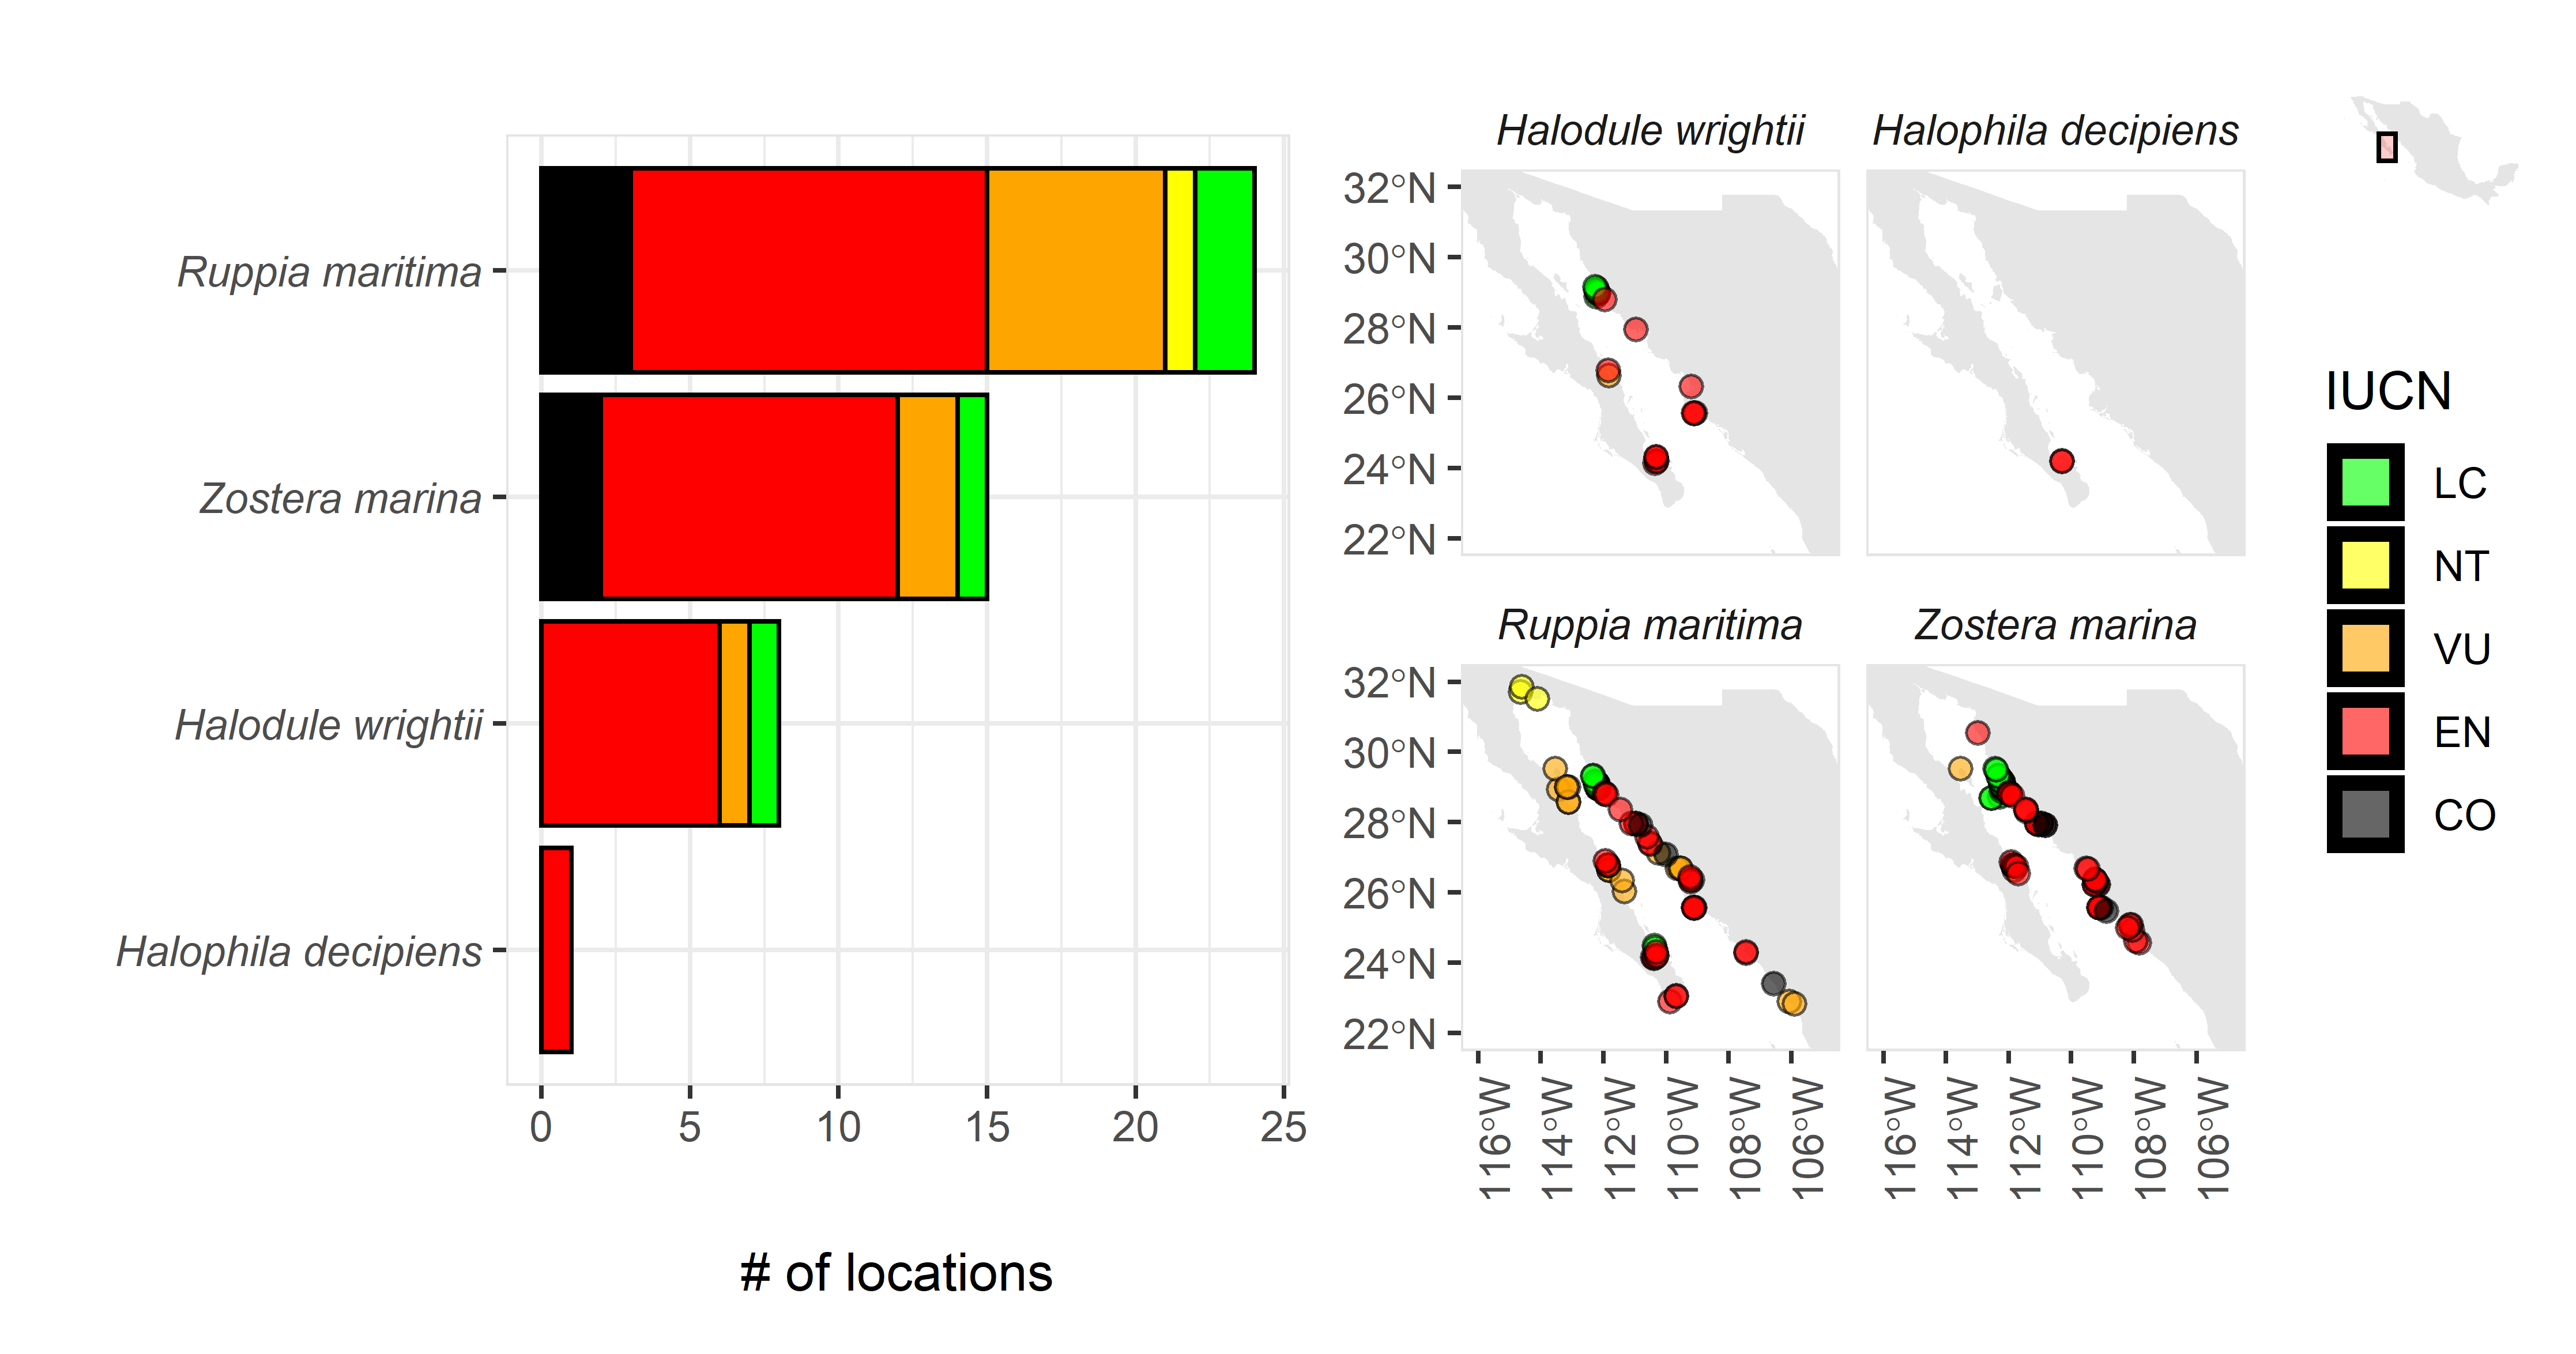 Ruppia maritima
Zostera marina
Halodule wrightii
Halophila decipiens
0 5 10 15 20 25
# of locations
Halodule wrightii Halophila decipiens
32°N
30°N
28°N
26°N
24°N
22°N
Ruppia maritima Zostera marina
32°N
30°N
28°N
26°N
24°N
22°N
116°W 114°W 112°W 110°W 108°W 106°W 116°W 114°W 112°W 110°W 108°W 106°W
IUCN
LC
NT
VU
EN
CO